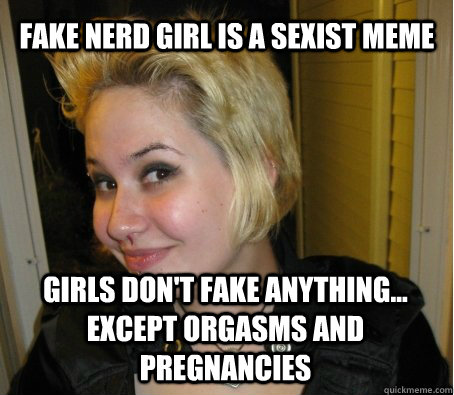 FAKE NERD GIRL IS A SEXIST MEME
GIRLS DON'T FAKE ANYTHING...
EXCEPT ORGASMS AND
PREGNANCIES
quickmeme.com